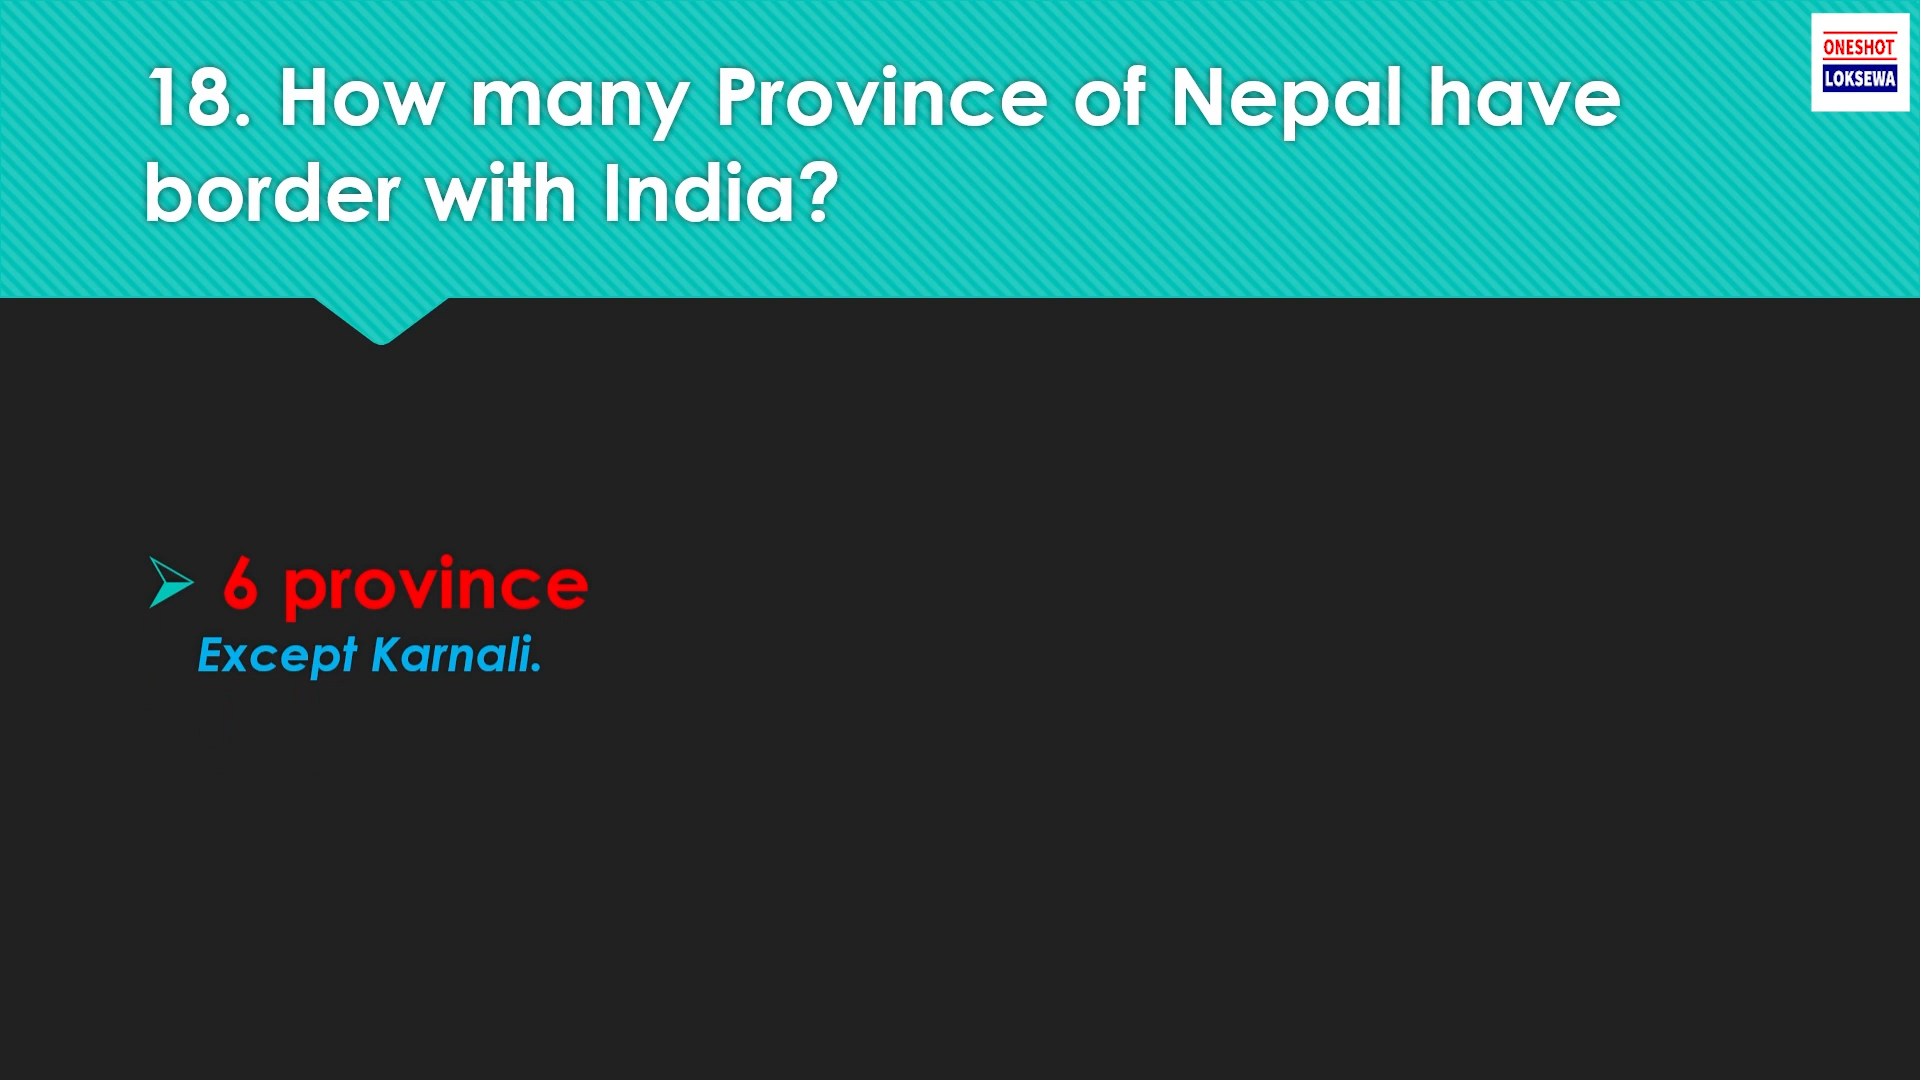 18. How many Province of Nepal have
border with India?
ONESHOT
LOKSEWA
6 province
Except Karnali.